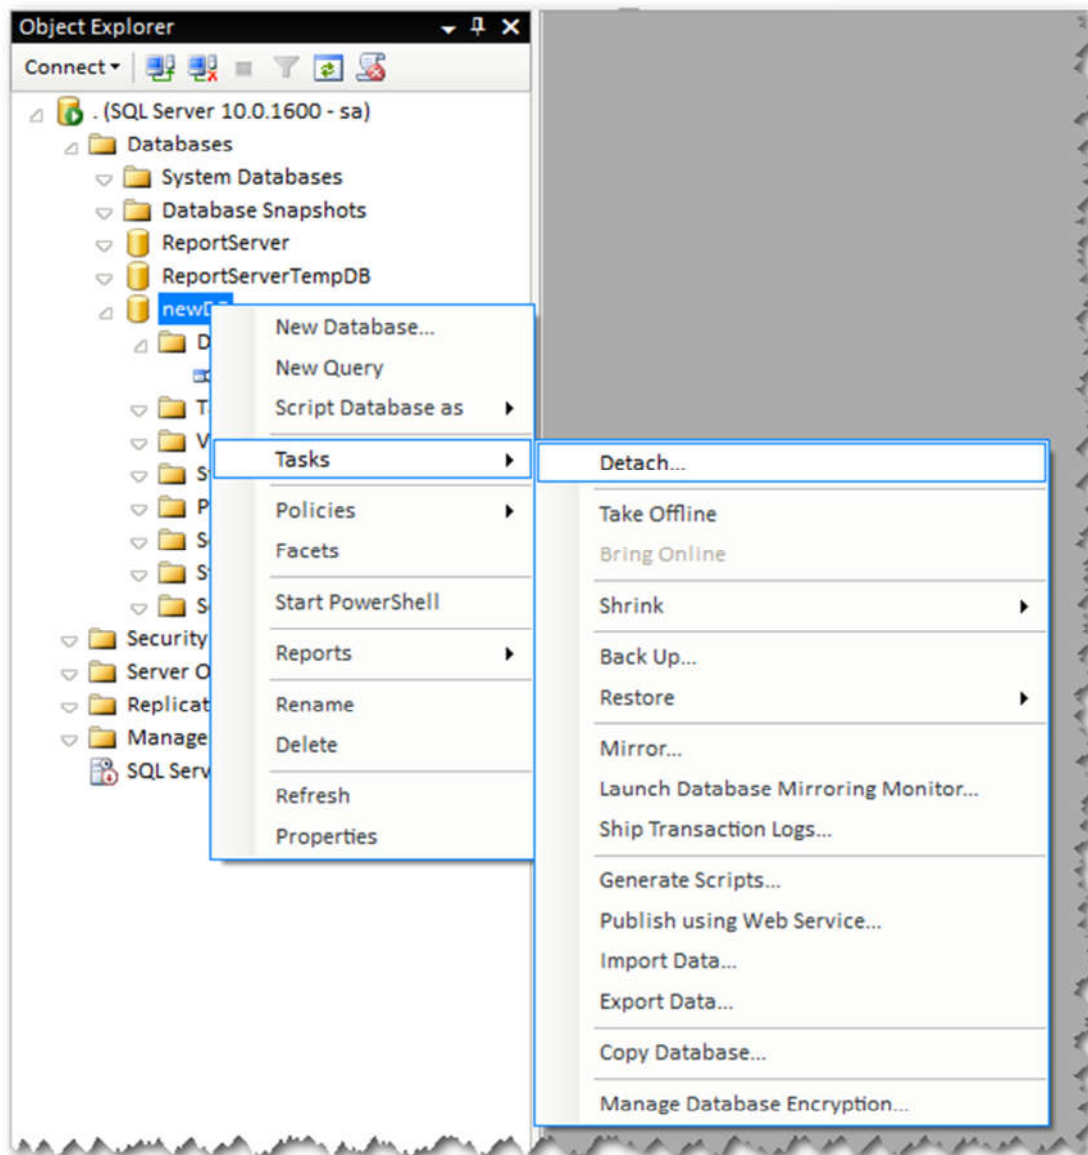 Object Explorer
Connect
. (SQL Server 10.0.1600 - sa)
Databases
System Databases
Database Snapshots
ReportServer
ReportServerTempDB
New Database...
New Query
Script Database as
Tasks
Policies
Facets
Start PowerShell
Reports
Rename
Delete
Refresh
Properties
Security
Detach...
Take Offline
Bring Online
Shrink
Back Up...
Restore
Mirror...
Launch Database Mirroring Monitor...
Ship Transaction Logs...
Generate Scripts...
Publish using Web Service...
Import Data...
Export Data...
Copy Database...
Manage Database Encryption...